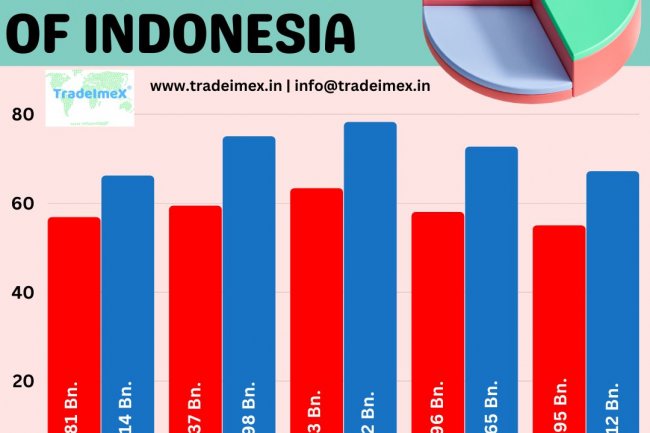 OF INDONESIA
TradeImeX®
www.tradeimex.in | info@tradeimex.in
80
60
40
20
81 Bn.
14 Bn.
37 Bn.
98 Bn.
3 Bn.
2 Bn.
96 Bn.
65 Bn.
95 Bn.
12 Bn.